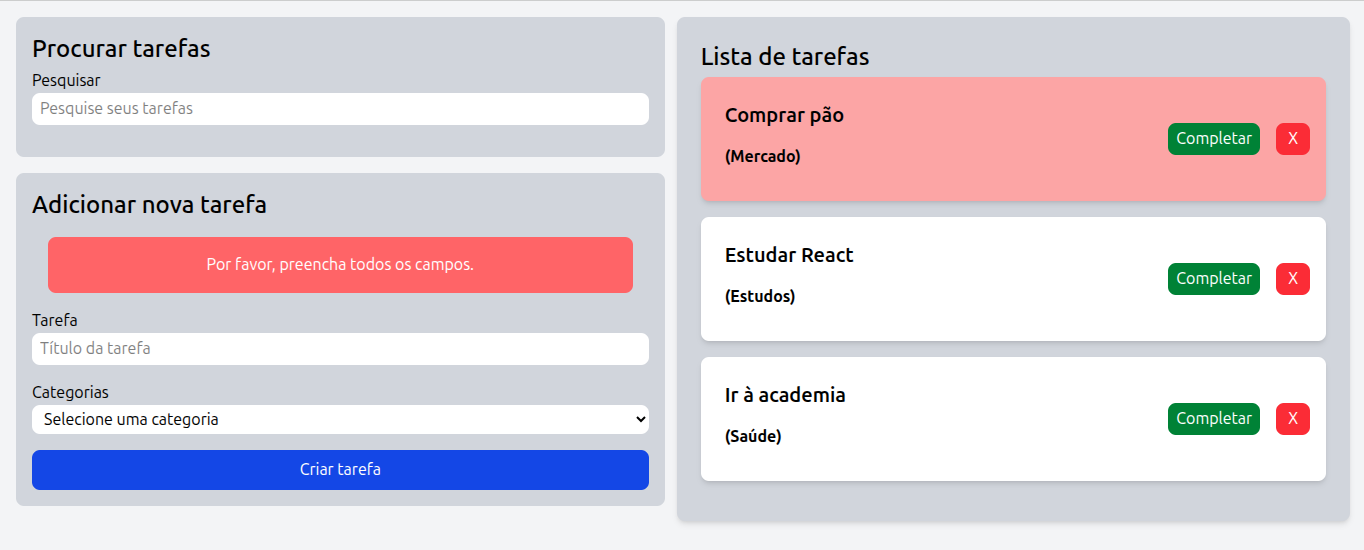 Procurar tarefas
Pesquisar
Pesquise seus tarefas
Adicionar nova tarefa
Por favor, preencha todos os campos.
Tarefa
Título da tarefa
Categorias
Selecione uma categoria
Criar tarefa
Lista de tarefas
Comprar pão
(Mercado)
Completar X
Estudar React
(Estudos)
Completar X
Ir à academia
(Saúde)
Completar X